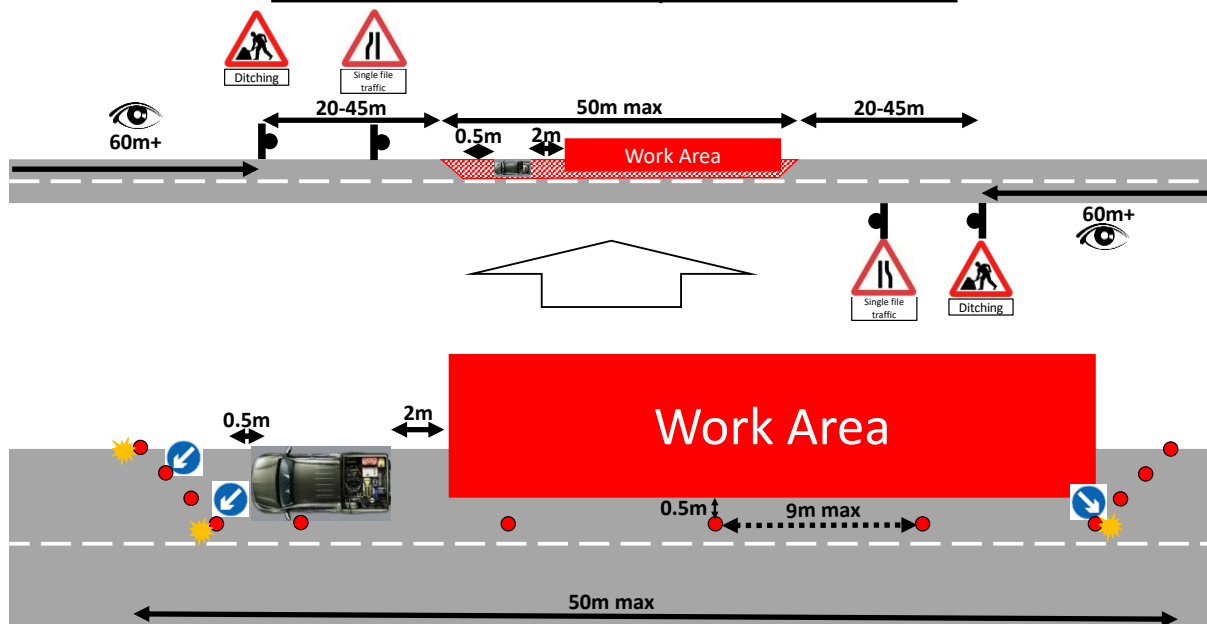 Ditching
Single file
traffic
20-45m
50m max
20-45m
60m+
0.5m
2m
Work Area
60m+
Single file
traffic
Ditching
Work Area
0.5m
2m
0.5m
9m max
50m max